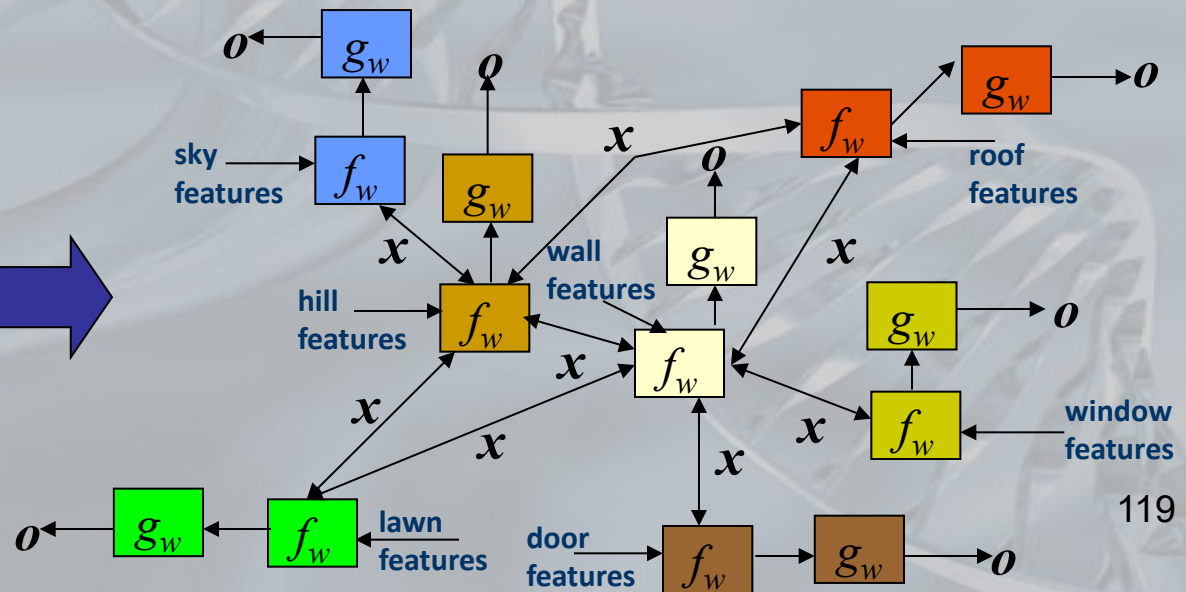 o
g_w
o
g_w
o
f_w
x
o
sky
features
f_w
roof
features
g_w
x
wall
features
g_w
x
hill
features
f_w
g_w
o
x
f_w
x
x
f_w
window
features
x
x
119
o
g_w
f_w
lawn
features
door
features
f_w
g_w
o